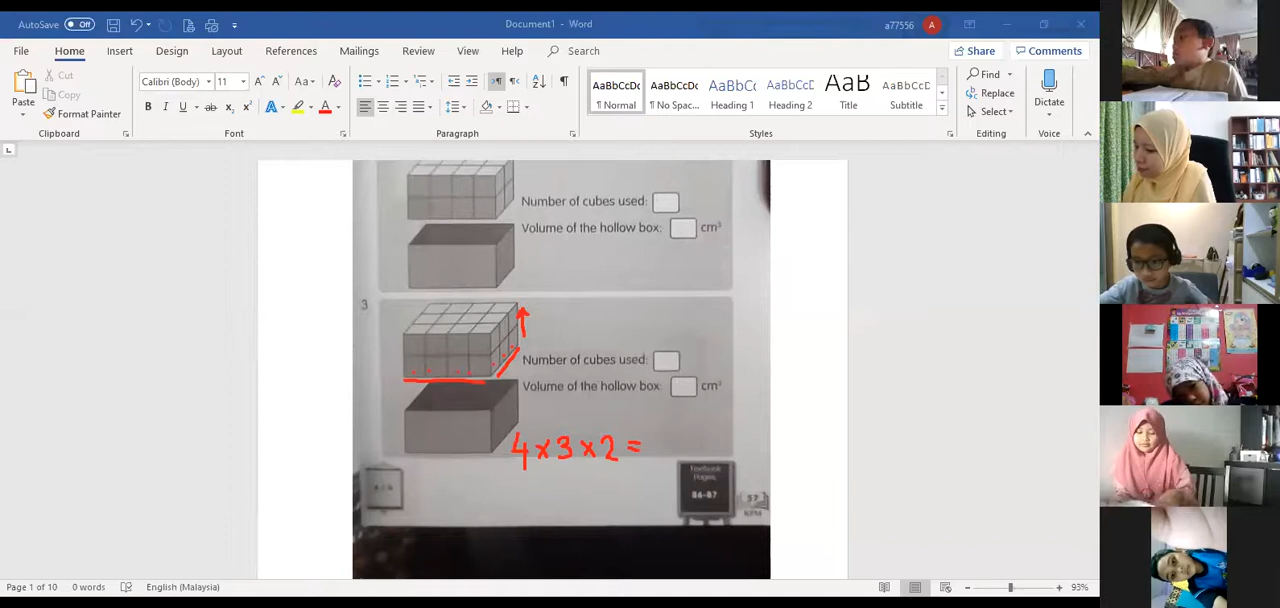 AutoSave Off Document1 - Word a77556 A
File Home Insert Design Layout References Mailings Review View Help Search Share Comments
Paste Cut Copy Format Painter
Calibri (Body) 11
AaBbCcDc AaBbCcDc AaBbCc AaBbCcC AaB AaBbCcD
¶ Normal ¶ No Spac... Heading 1 Heading 2 Title Subtitle
Find Replace Select Dictate
Clipboard Font Paragraph Styles Editing Voice
Number of cubes used:
Volume of the hollow box: cm³
3
Number of cubes used:
Volume of the hollow box: cm³
4 x 3 x 2 =
Textbook
Pages
86-87
57
Page 1 of 10 0 words English (Malaysia) 93%